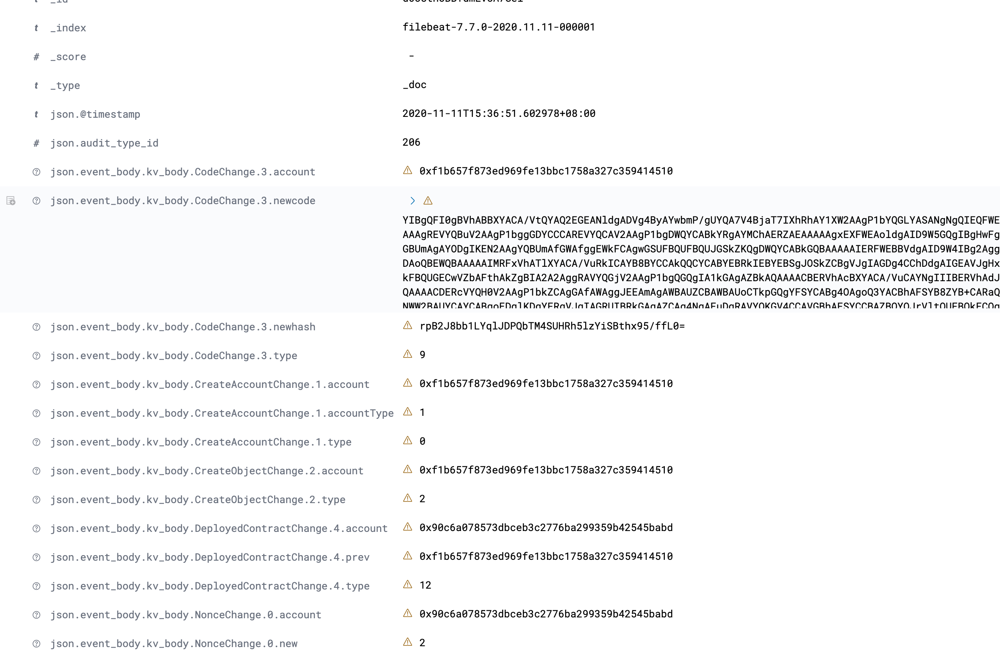 _id
_index filebeat-7.7.0-2020.11.11-000001
# _score -
t _type _doc
t json.@timestamp 2020-11-11T15:36:51.602978+08:00
# json.audit_type_id 206
json.event_body.kv_body.CodeChange.3.account 0xf1b657f873ed969fe13bbc1758a327c359414510
json.event_body.kv_body.CodeChange.3.newcode
YIBgQFI0gBVhABBXYACA/VtQYAQ2EGEANldgADVg4ByAYwbmP/gUYQA7V4BjaT7IXhRhAY1XW2AAgP1bYQGLYASANgNgQIEQFWE
AAAgREVYQBuV2AAgP1bggGDYCCCAREVYQCAV2AAgP1bgDWQYCABkYRgAYMChAERZAEAAAAAgxEXFWEAoldgAID9W5GQgIBgHwFg
GBUmAgAYODgIKEN2AAgYQBUmAfGWAfggEWkFCAgwGSUFBQUFBQUJGSkZKQgDWQYCABkGQBAAAAAIERFWEBBVdgAID9W4IBg2Agg
DAoQBEWQBAAAAAIMRFxVhATlXYACA/VuRkICAYB8BYCCAkQQCYCABYEBRkIEBYEBSgJOSkZCBgVJgIAGDg4CChDdgAIGEAVJgHx
kFBQUGECwVZbAFthAkZgBIA2A2AggRAVYQGjV2AAgP1bgQGQgIA1kGAgAZBkAQAAAACBERVhAcBXYACA/VuCAYNgIIIBERVhAdJ
QAAAACDERcVYQH0V2AAgP1bkZCAgGAfAWAggJEEAmAgAWBAUZCBAWBAUoCTkpGQgYFSYCABg4OAgoQ3YACBhAFSYB8ZYB+CARaQ
json.event_body.kv_body.CodeChange.3.newhash rpB2J8bb1LYqlJDPQbTM4SUHRh5lzYiSBthx95/ffL0=
json.event_body.kv_body.CodeChange.3.type 9
json.event_body.kv_body.CreateAccountChange.1.account 0xf1b657f873ed969fe13bbc1758a327c359414510
json.event_body.kv_body.CreateAccountChange.1.accountType 1
json.event_body.kv_body.CreateAccountChange.1.type 0
json.event_body.kv_body.CreateObjectChange.2.account 0xf1b657f873ed969fe13bbc1758a327c359414510
json.event_body.kv_body.CreateObjectChange.2.type 2
json.event_body.kv_body.DeployedContractChange.4.account 0x90c6a078573dbceb3c2776ba299359b42545babd
json.event_body.kv_body.DeployedContractChange.4.prev 0xf1b657f873ed969fe13bbc1758a327c359414510
json.event_body.kv_body.DeployedContractChange.4.type 12
json.event_body.kv_body.NonceChange.0.account 0x90c6a078573dbceb3c2776ba299359b42545babd
json.event_body.kv_body.NonceChange.0.new 2